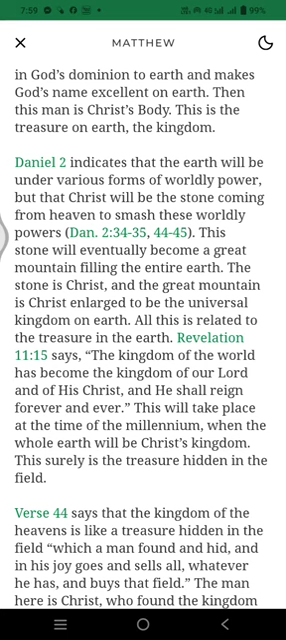 7:59
99%
MATTHEW
in God's dominion to earth and makes
God's name excellent on earth. Then
this man is Christ's Body. This is the
treasure on earth, the kingdom.
Daniel 2 indicates that the earth will be
under various forms of worldly power,
but that Christ will be the stone coming
from heaven to smash these worldly
powers (Dan. 2:34-35, 44-45). This
stone will eventually become a great
mountain filling the entire earth. The
stone is Christ, and the great mountain
is Christ enlarged to be the universal
kingdom on earth. All this is related to
the treasure in the earth. Revelation
11:15 says, “The kingdom of the world
has become the kingdom of our Lord
and of His Christ, and He shall reign
forever and ever.” This will take place
at the time of the millennium, when the
whole earth will be Christ's kingdom.
This surely is the treasure hidden in the
field.
Verse 44 says that the kingdom of the
heavens is like a treasure hidden in the
field “which a man found and hid, and
in his joy goes and sells all, whatever
he has, and buys that field.” The man
here is Christ, who found the kingdom